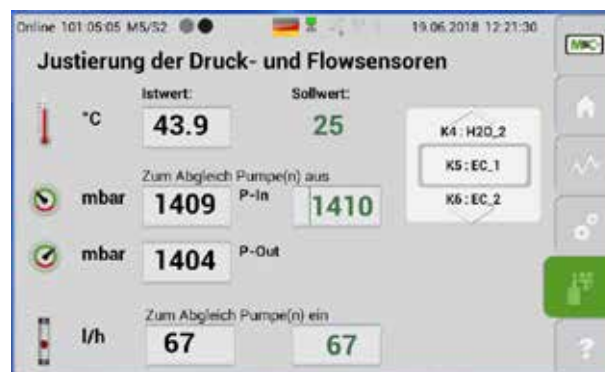 Online 101 05:05 M5/S2 19.06.2018 12:21:30
Justierung der Druck- und Flowsensoren
Istwert: Sollwert:
°C 43.9 25
K4 : H2O_2
K5 : EC_1
K6 : EC_2
Zum Abgleich Pumpe(n) aus
mbar 1409 P-In 1410
mbar 1404 P-Out
Zum Abgleich Pumpe(n) ein
l/h 67 67
?